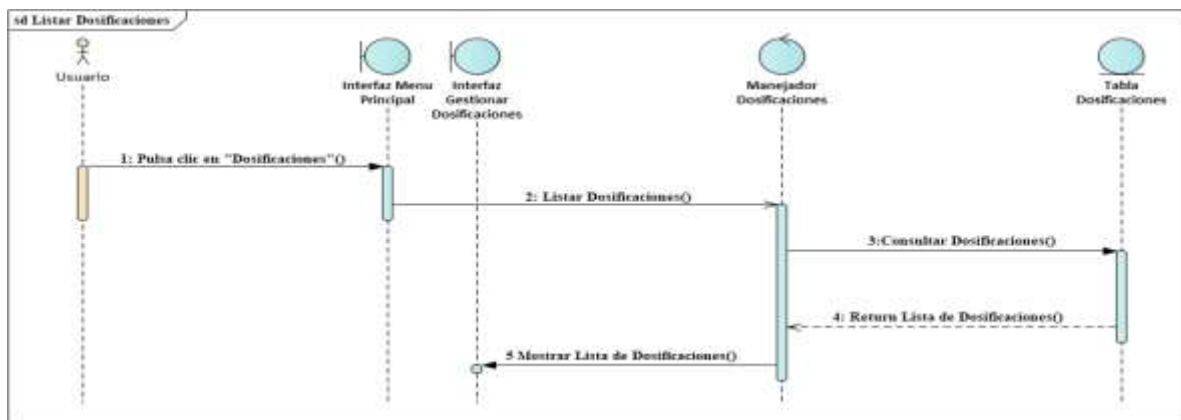 sd Listar Dosificaciones
Usuario
Interfaz Menu
Principal
Interfaz
Gestionar
Dosificaciones
Manejador
Dosificaciones
Tabla
Dosificaciones
1: Pulsa clic en "Dosificaciones"()
2: Listar Dosificaciones()
3:Consultar Dosificaciones()
4: Return Lista de Dosificaciones()
5 Mostrar Lista de Dosificaciones()